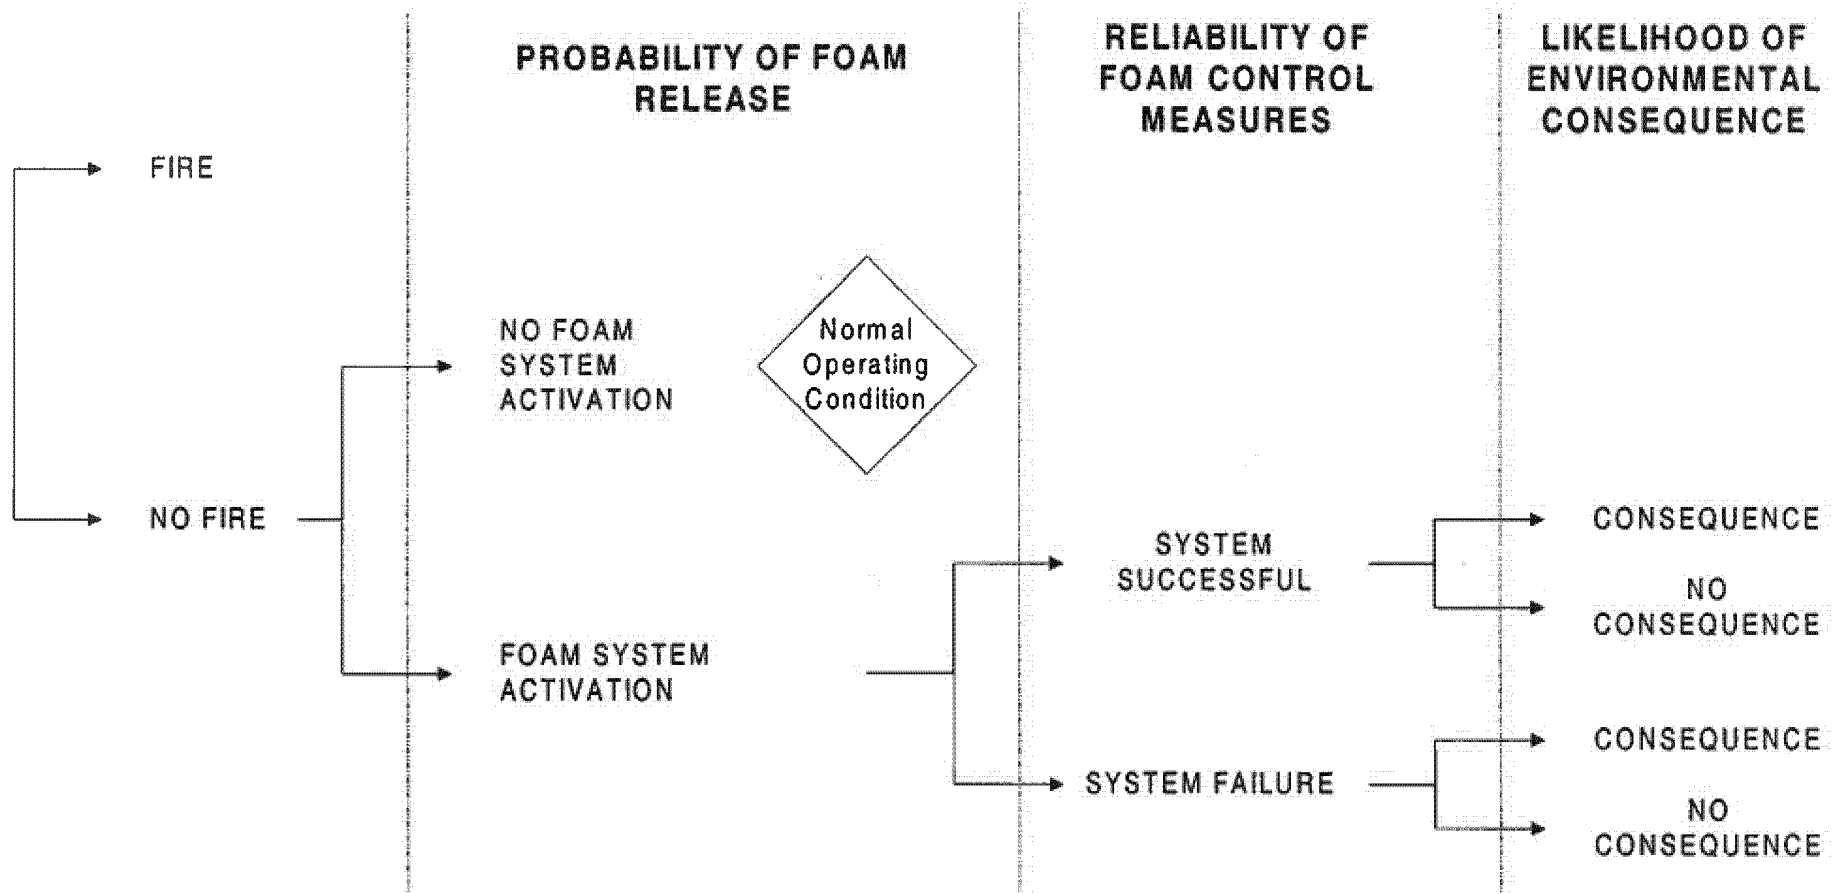 PROBABILITY OF FOAM
RELEASE
RELIABILITY OF
FOAM CONTROL
MEASURES
LIKELIHOOD OF
ENVIRONMENTAL
CONSEQUENCE
FIRE
NO FOAM
SYSTEM
ACTIVATION
Normal
Operating
Condition
NO FIRE
SYSTEM
SUCCESSFUL
CONSEQUENCE
NO
CONSEQUENCE
FOAM SYSTEM
ACTIVATION
SYSTEM FAILURE
CONSEQUENCE
NO
CONSEQUENCE